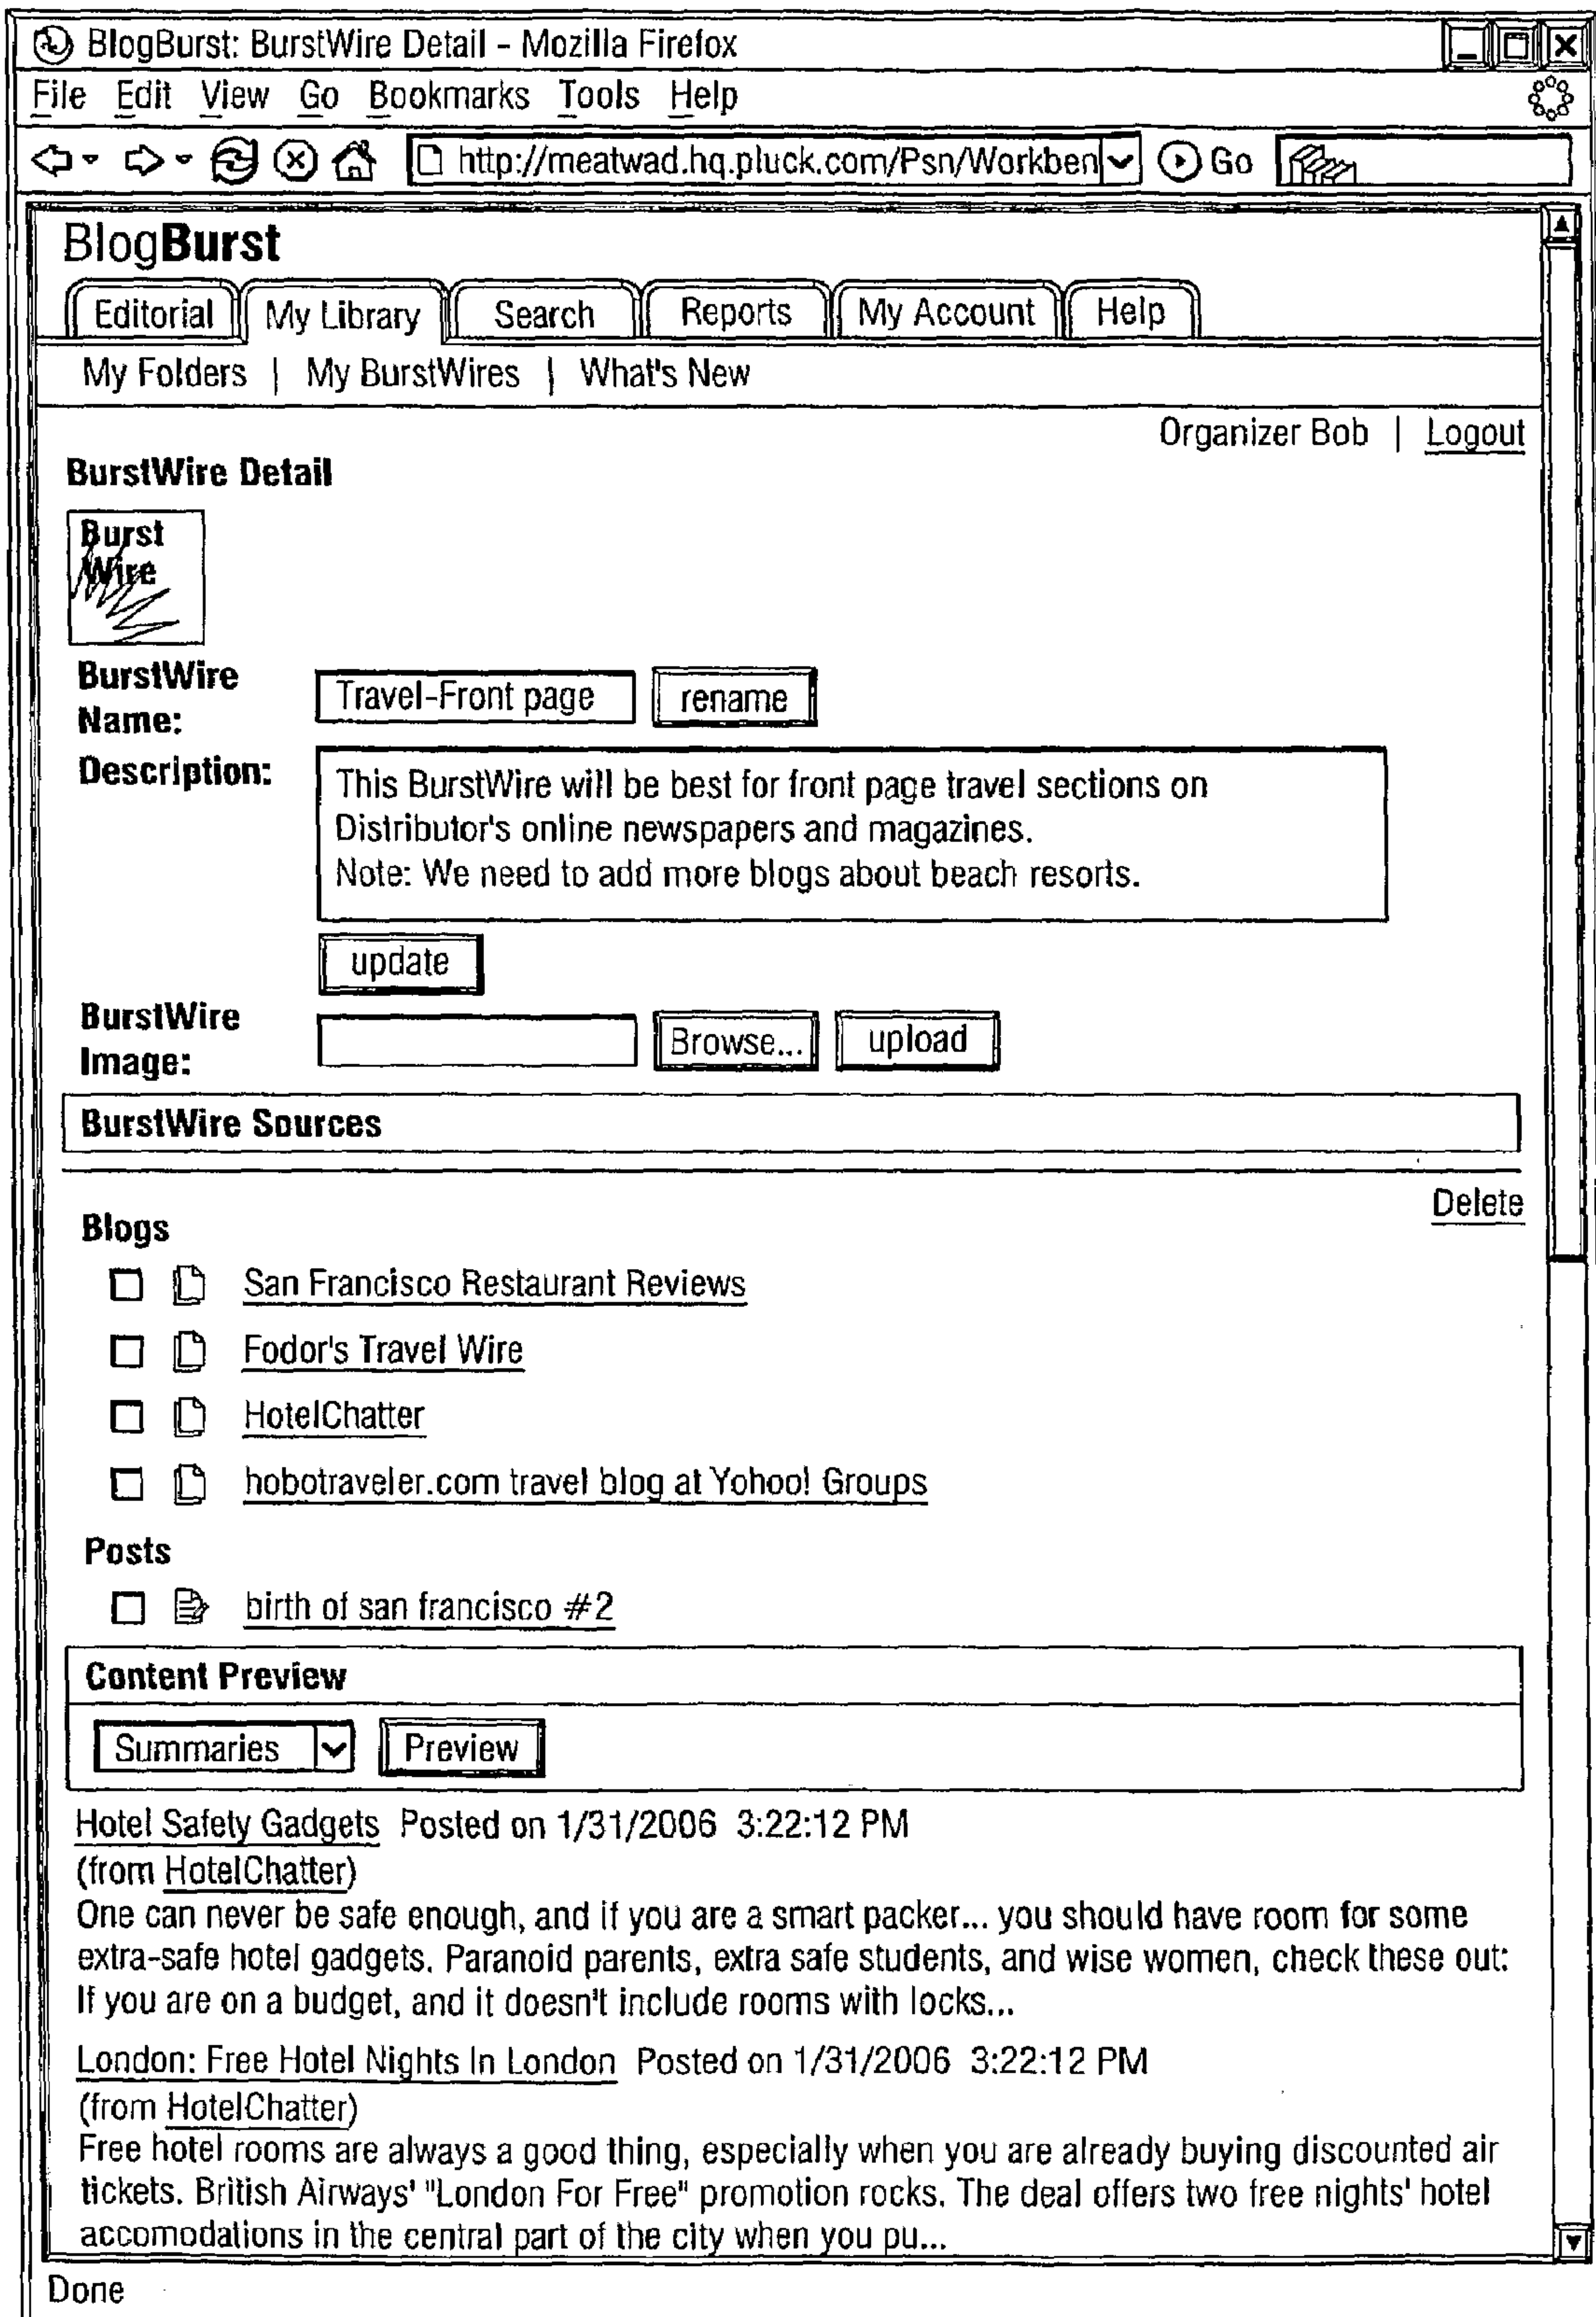 BlogBurst: BurstWire Detail - Mozilla Firefox
File Edit View Go Bookmarks Tools Help
http://meatwad.hq.pluck.com/Psn/Workben Go
BlogBurst
Editorial My Library Search Reports My Account Help
My Folders | My BurstWires | What's New
Organizer Bob | Logout
BurstWire Detail
Burst
Wire
BurstWire
Name:
Travel-Front page rename
Description:
This BurstWire will be best for front page travel sections on
Distributor's online newspapers and magazines.
Note: We need to add more blogs about beach resorts.
update
BurstWire
Image:
Browse... upload
BurstWire Sources
Delete
Blogs
San Francisco Restaurant Reviews
Fodor's Travel Wire
HotelChatter
hobotraveler.com travel blog at Yohoo! Groups
Posts
birth of san francisco #2
Content Preview
Summaries Preview
Hotel Safety Gadgets Posted on 1/31/2006 3:22:12 PM
(from HotelChatter)
One can never be safe enough, and if you are a smart packer... you should have room for some
extra-safe hotel gadgets. Paranoid parents, extra safe students, and wise women, check these out:
If you are on a budget, and it doesn't include rooms with locks...
London: Free Hotel Nights In London Posted on 1/31/2006 3:22:12 PM
(from HotelChatter)
Free hotel rooms are always a good thing, especially when you are already buying discounted air
tickets. British Airways' "London For Free" promotion rocks. The deal offers two free nights' hotel
accomodations in the central part of the city when you pu...
Done